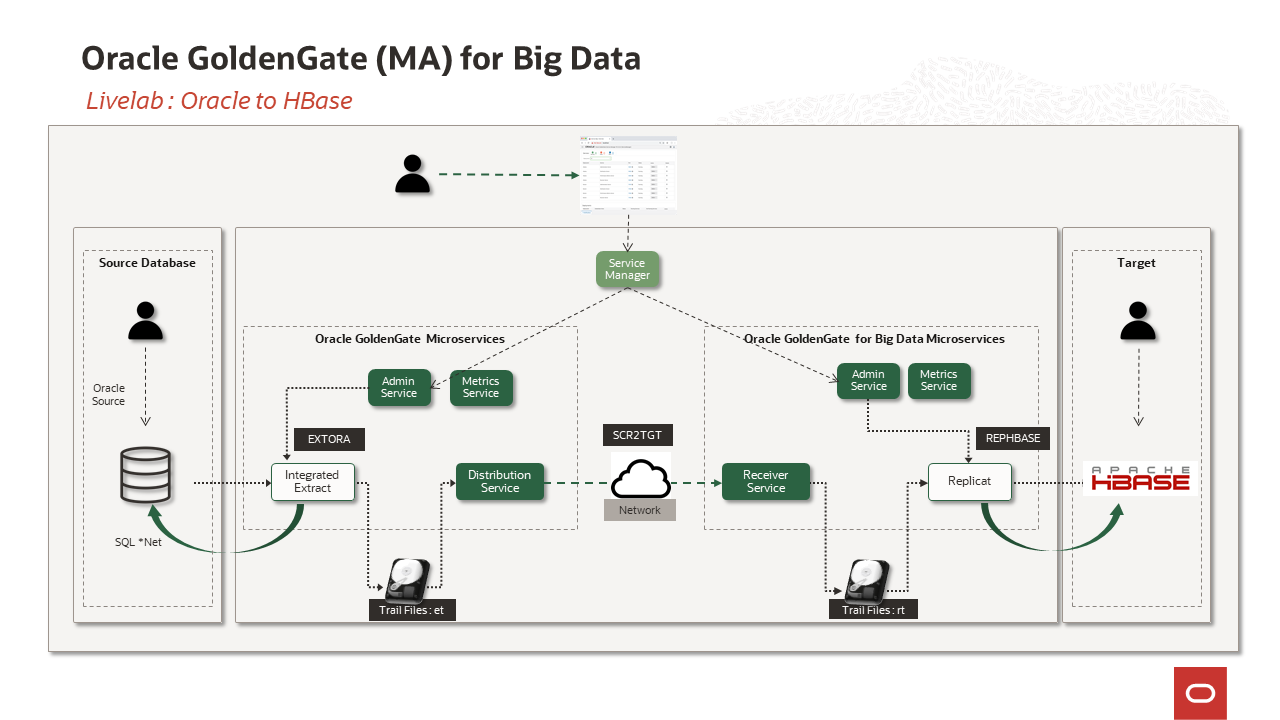 Oracle GoldenGate (MA) for Big Data
Livelab : Oracle to HBase
Service
Manager
Source Database
Oracle
Source
SQL *Net
Oracle GoldenGate Microservices
Admin
Service
Metrics
Service
EXTORA
Integrated
Extract
Distribution
Service
Trail Files : et
SCR2TGT
Network
Oracle GoldenGate for Big Data Microservices
Admin
Service
Metrics
Service
REPHBASE
Receiver
Service
Replicat
Trail Files : rt
Target
APACHE
HBASE